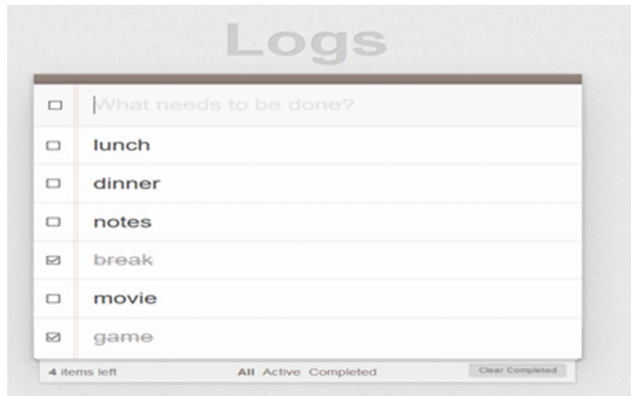 Logs
What needs to be done?
lunch
dinner
notes
break
movie
game
4 items left All Active Completed Clear Completed